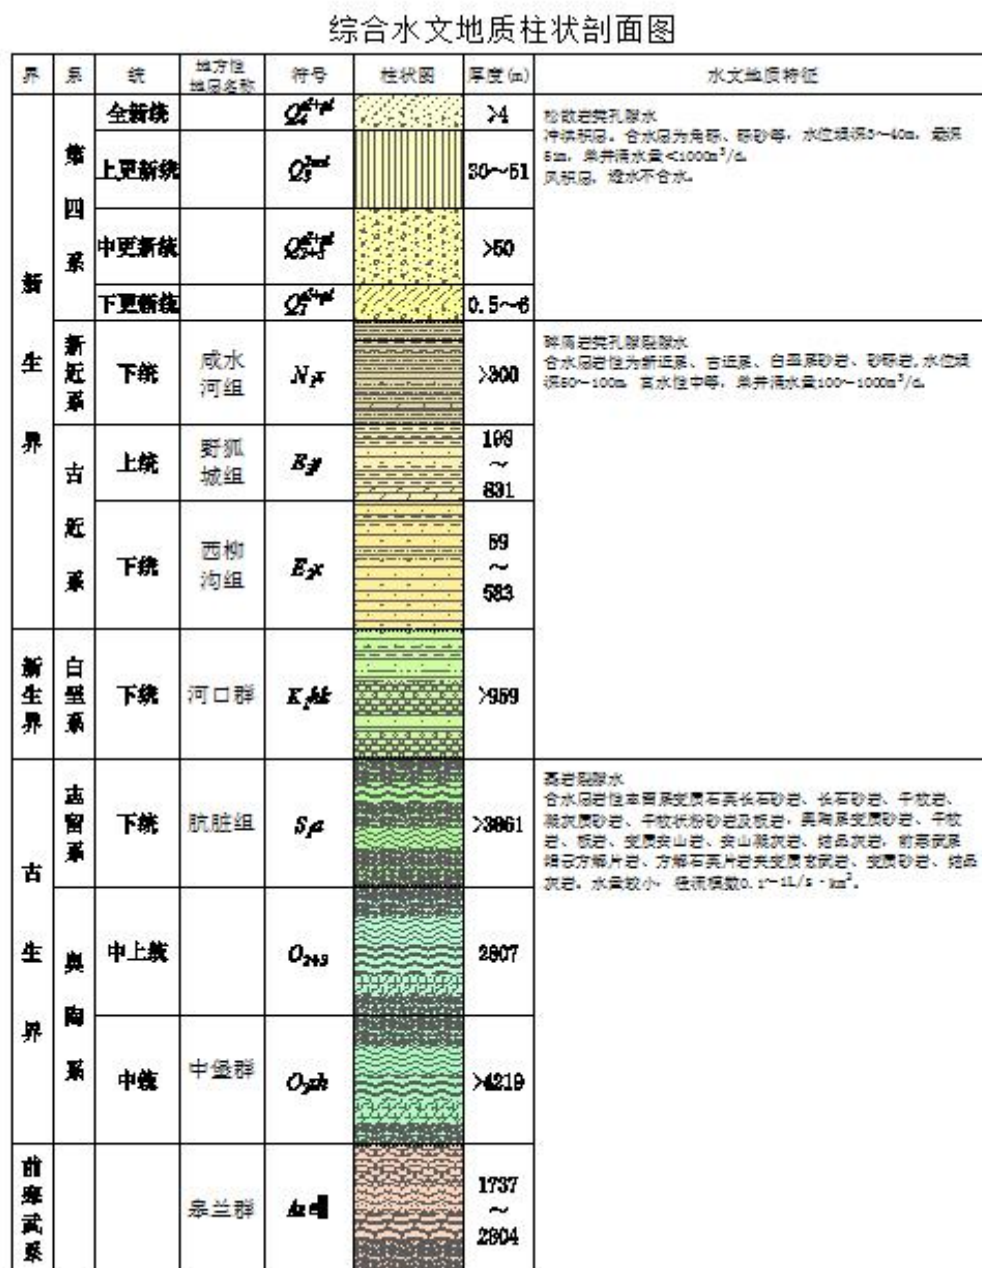 综合水文地质柱状剖面图
界 系 统 地方性地层名称 符号 柱状图 厚度(m) 水文地质特征
新生界
第四系
全新统 >4
上更新统 30～51
中更新统 >50
下更新统 0.5～6
松散岩类孔隙水
冲洪积层。含水层为角砾、砾砂等，水位埋深3～40m，最深
51m，单井涌水量<1000m³/d。
风积层，透水不含水。
新近系 下统 咸水河组 N₁x >300
碎屑岩类孔隙裂隙水
含水层岩性为新近系、古近系、白垩系砂岩、砂砾岩，水位埋
深50～100m，富水性中等，单井涌水量100～1000m³/d。
古近系
上统 野狐城组
～
831
下统 西柳沟组
～
583
新生界 白垩系 下统 河口群 K₁hk >959
古生界
志留系 下统 肮脏组 >3861
基岩裂隙水
含水层岩性志留系变质石英长石砂岩、长石砂岩、千枚岩、
凝灰质砂岩、千枚状粉砂岩及板岩，奥陶系变质砂岩、千枚
岩、板岩、变质安山岩、安山凝灰岩、结晶灰岩，前寒武系
方解片岩、方解石英片岩夹变质玄武岩、变质砂岩、结晶
灰岩。水量较小，径流模数0.1～1L/s·km²。
奥陶系
中上统 O₂₊₃ 2807
中统 中堡群 O₂zh >4219
前寒武系 皋兰群
1737
～
2804